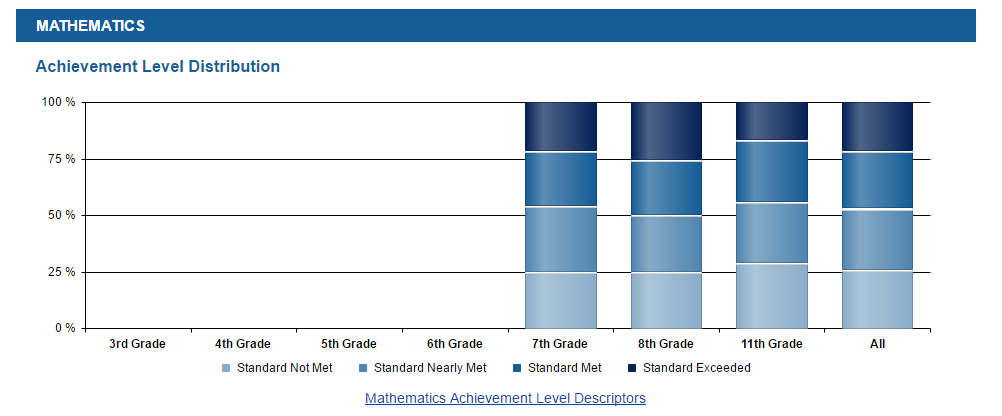 MATHEMATICS
Achievement Level Distribution
100 %
75 %
50 %
25 %
0 %
3rd Grade 4th Grade 5th Grade 6th Grade 7th Grade 8th Grade 11th Grade All
Standard Not Met Standard Nearly Met Standard Met Standard Exceeded
Mathematics Achievement Level Descriptors